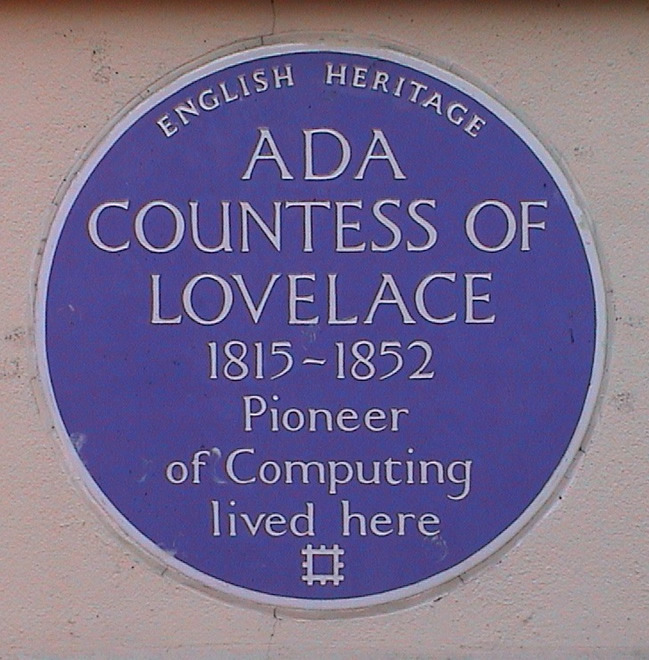 ENGLISH HERITAGE
ADA
COUNTESS OF
LOVELACE
1815~1852
Pioneer
of Computing
lived here